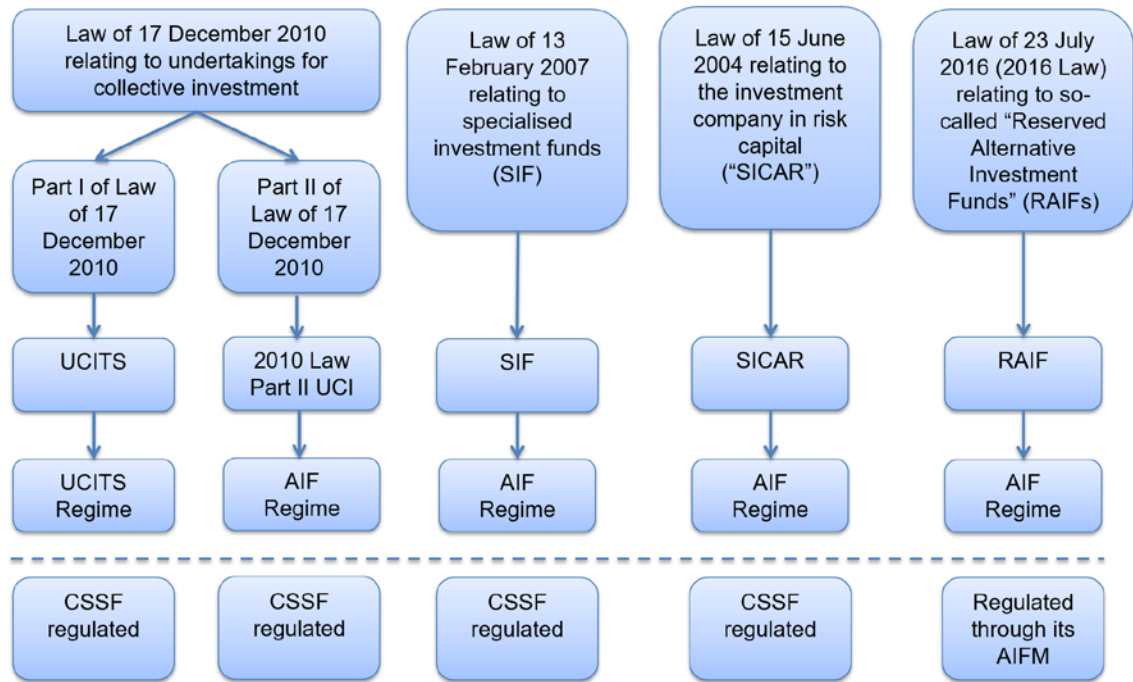 Law of 17 December 2010
relating to undertakings for
collective investment
Law of 13
February 2007
relating to
specialised
investment funds
(SIF)
Law of 15 June
2004 relating to
the investment
company in risk
capital
(“SICAR”)
Law of 23 July
2016 (2016 Law)
relating to so-
called “Reserved
Alternative
Investment
Funds” (RAIFs)
Part I of Law
of 17
December
2010
Part II of
Law of 17
December
2010
UCITS
2010 Law
Part II UCI
SIF
SICAR
RAIF
UCITS
Regime
AIF
Regime
AIF
Regime
AIF
Regime
AIF
Regime
CSSF
regulated
CSSF
regulated
CSSF
regulated
CSSF
regulated
Regulated
through its
AIFM